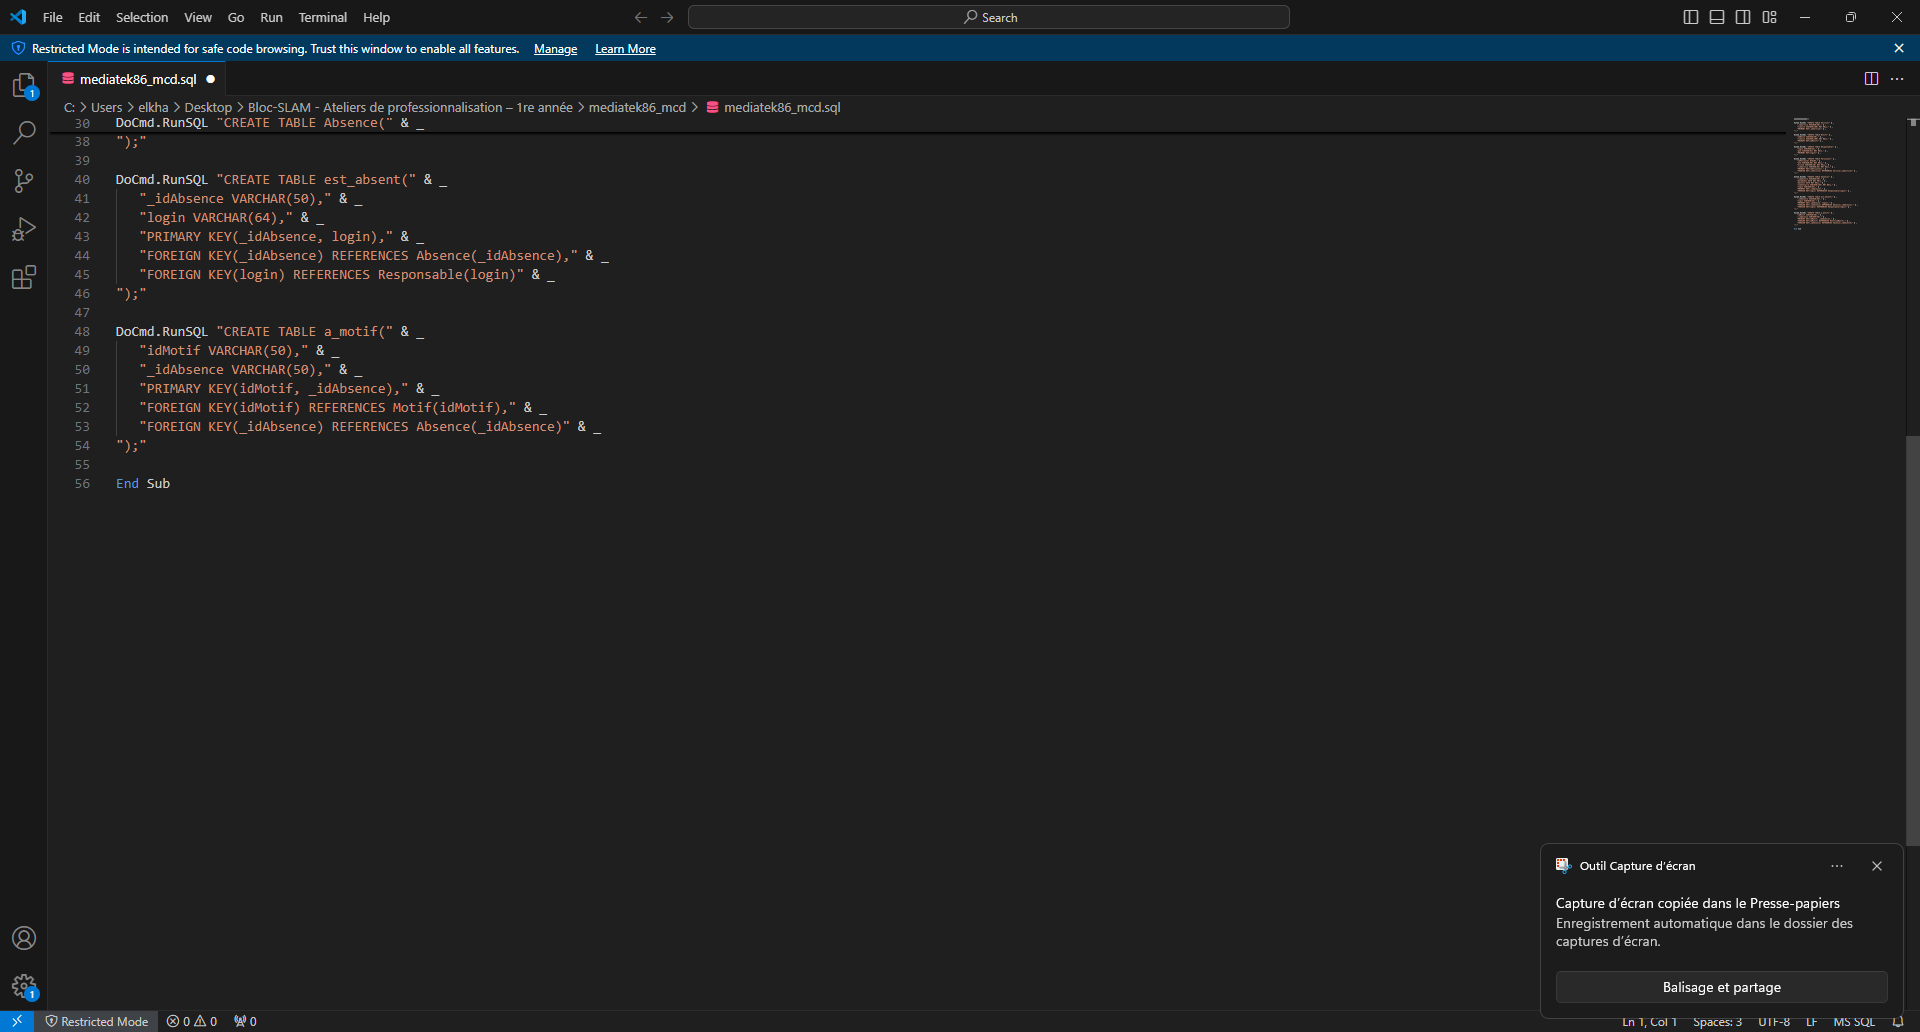 File Edit Selection View Go Run Terminal Help
Search
Restricted Mode is intended for safe code browsing. Trust this window to enable all features. Manage Learn More
mediatek86_mcd.sql
C: > Users > elkha > Desktop > Bloc-SLAM - Ateliers de professionnalisation – 1re année > mediatek86_mcd > mediatek86_mcd.sql
30 DoCmd.RunSQL "CREATE TABLE Absence(" & _
38 ");"
39
40 DoCmd.RunSQL "CREATE TABLE est_absent(" & _
41 "_idAbsence VARCHAR(50)," & _
42 "login VARCHAR(64)," & _
43 "PRIMARY KEY(_idAbsence, login)," & _
44 "FOREIGN KEY(_idAbsence) REFERENCES Absence(_idAbsence)," & _
45 "FOREIGN KEY(login) REFERENCES Responsable(login)" & _
46 ");"
47
48 DoCmd.RunSQL "CREATE TABLE a_motif(" & _
49 "idMotif VARCHAR(50)," & _
50 "_idAbsence VARCHAR(50)," & _
51 "PRIMARY KEY(idMotif, _idAbsence)," & _
52 "FOREIGN KEY(idMotif) REFERENCES Motif(idMotif)," & _
53 "FOREIGN KEY(_idAbsence) REFERENCES Absence(_idAbsence)" & _
54 ");"
55
56 End Sub
1
1
Outil Capture d'écran
Capture d'écran copiée dans le Presse-papiers
Enregistrement automatique dans le dossier des
captures d'écran.
Balisage et partage
Restricted Mode 0 0 0 Ln 1, Col 1 Spaces: 3 UTF-8 LF MS SQL